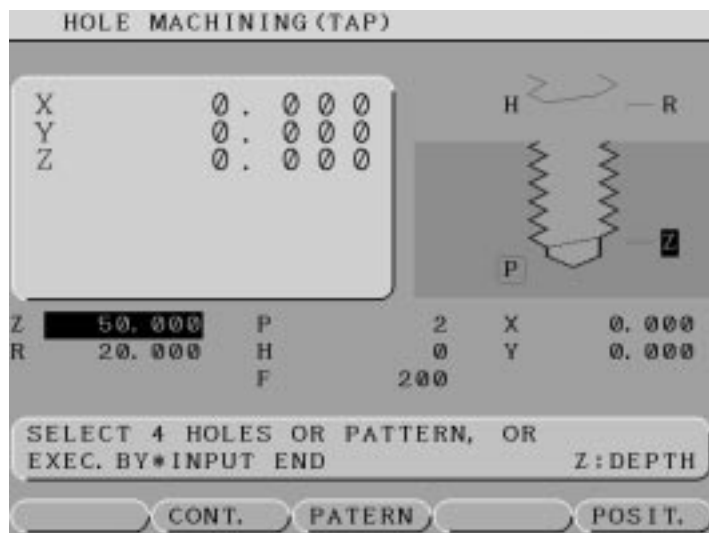 HOLE MACHINING(TAP)
X 0. 000
Y 0. 000
Z 0. 000
H R
Z
P
Z 50. 000 P 2 X 0. 000
R 20. 000 H 0 Y 0. 000
F 200
SELECT 4 HOLES OR PATTERN, OR
EXEC. BY*INPUT END Z:DEPTH
CONT. PATERN POSIT.